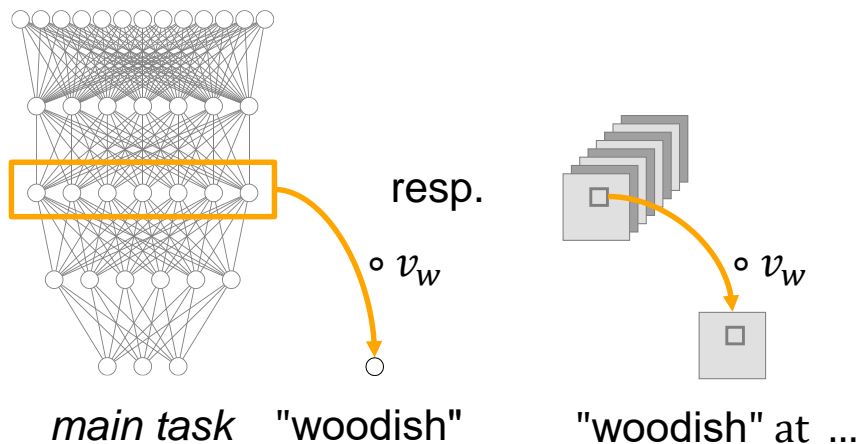 resp.
∘ v_w
∘ v_w
main task
"woodish"
"woodish" at ...